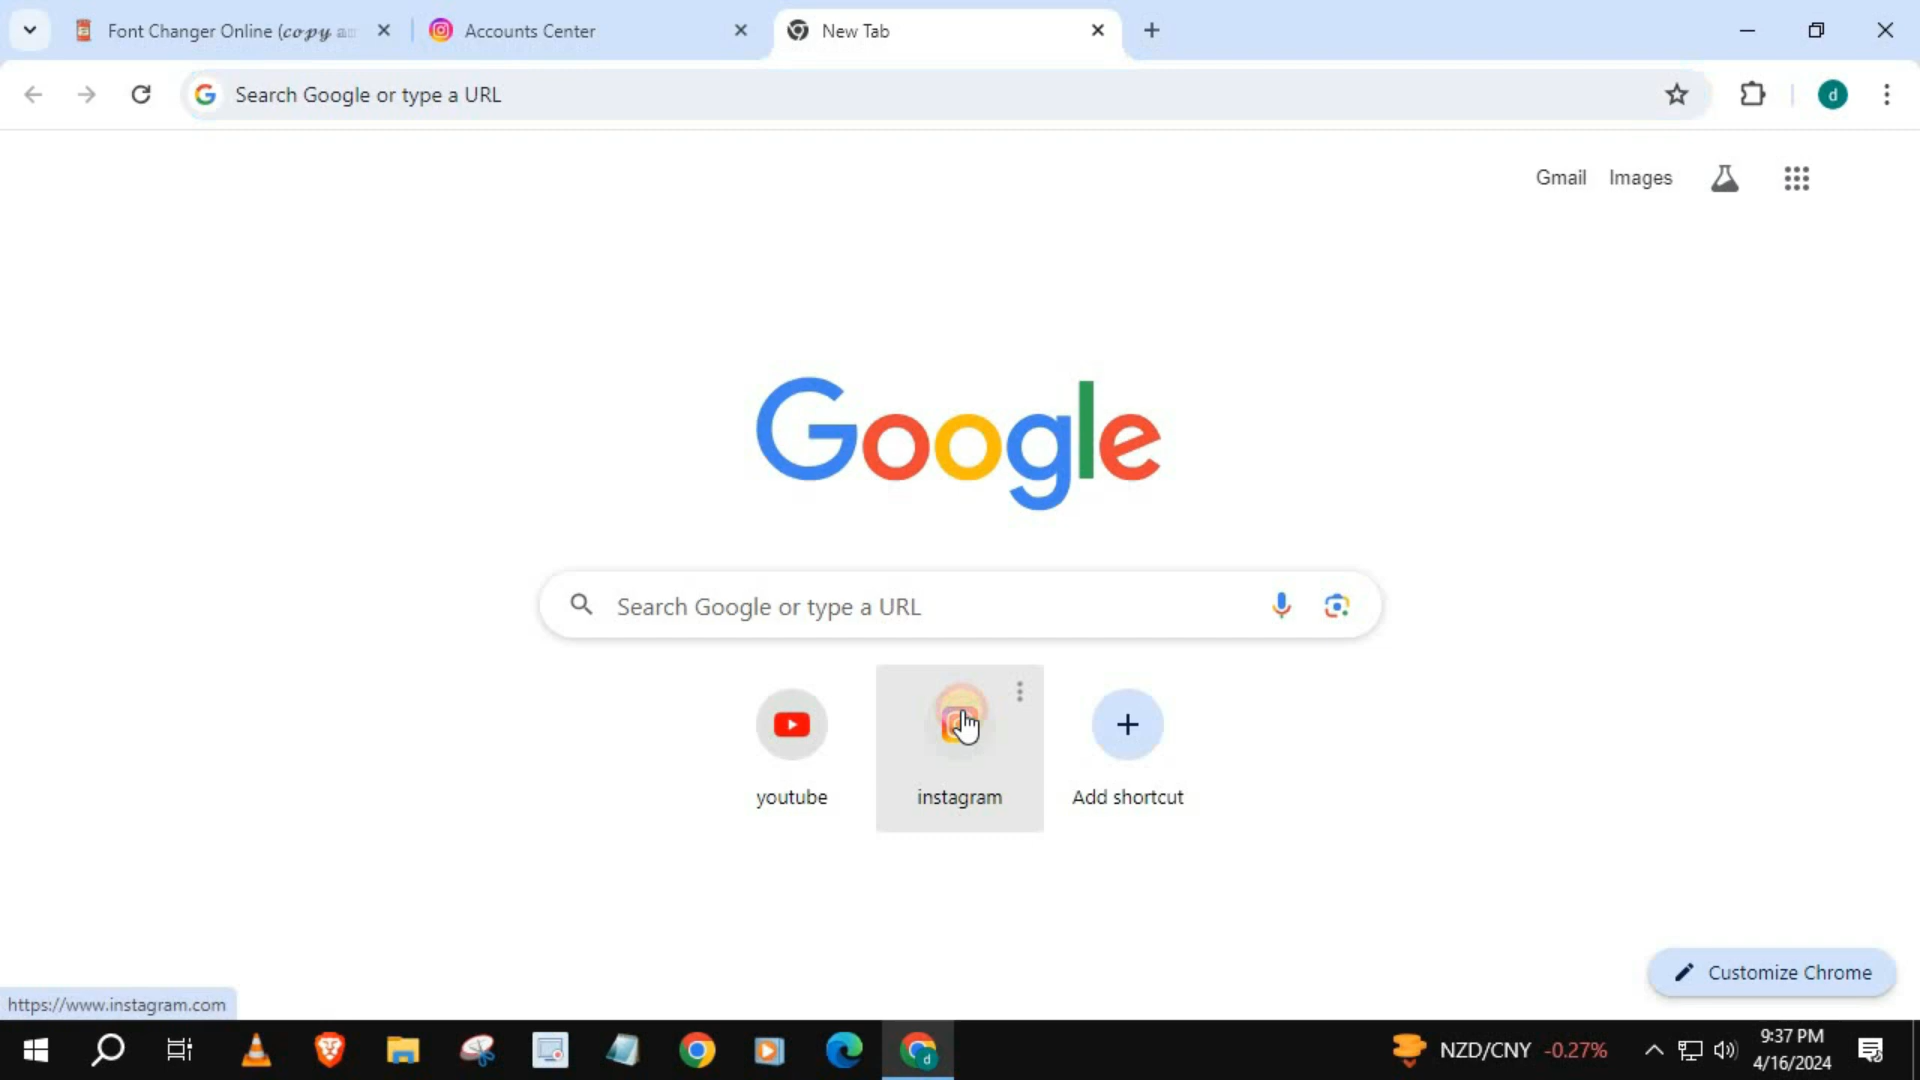 Font Changer Online (𝓬𝓸𝓹𝔂 an
Accounts Center
New Tab
Search Google or type a URL
d
Gmail
Images
Google
Search Google or type a URL
youtube
instagram
Add shortcut
Customize Chrome
https://www.instagram.com
d
NZD/CNY -0.27%
9:37 PM
4/16/2024